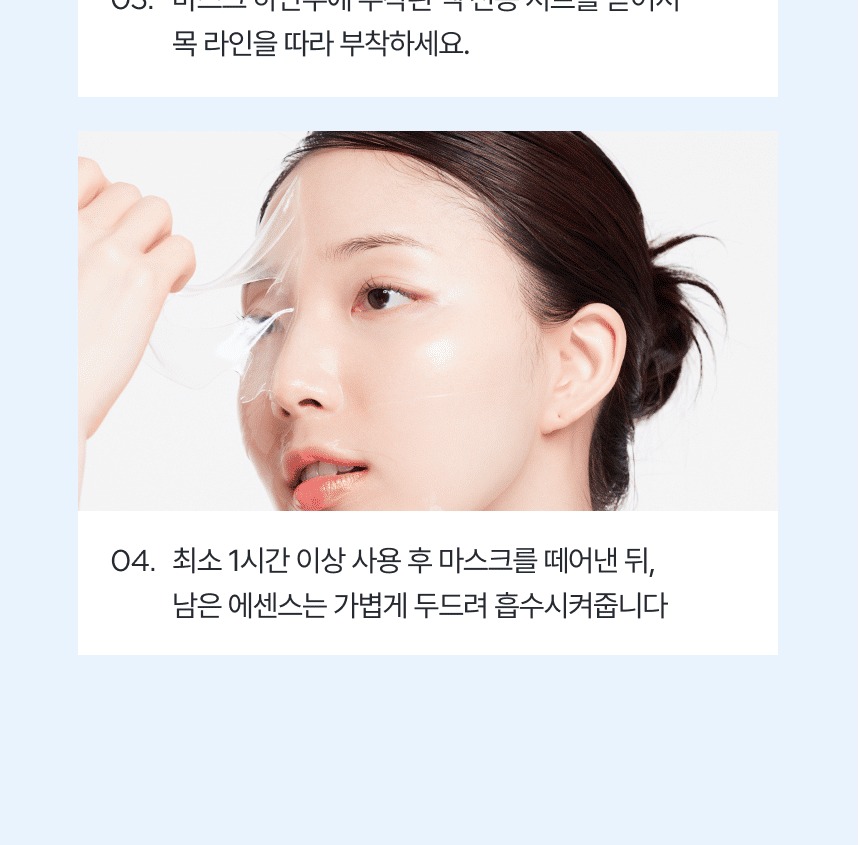 목 라인을 따라 부착하세요.
04. 최소 1시간 이상 사용 후 마스크를 떼어낸 뒤,
남은 에센스는 가볍게 두드려 흡수시켜줍니다